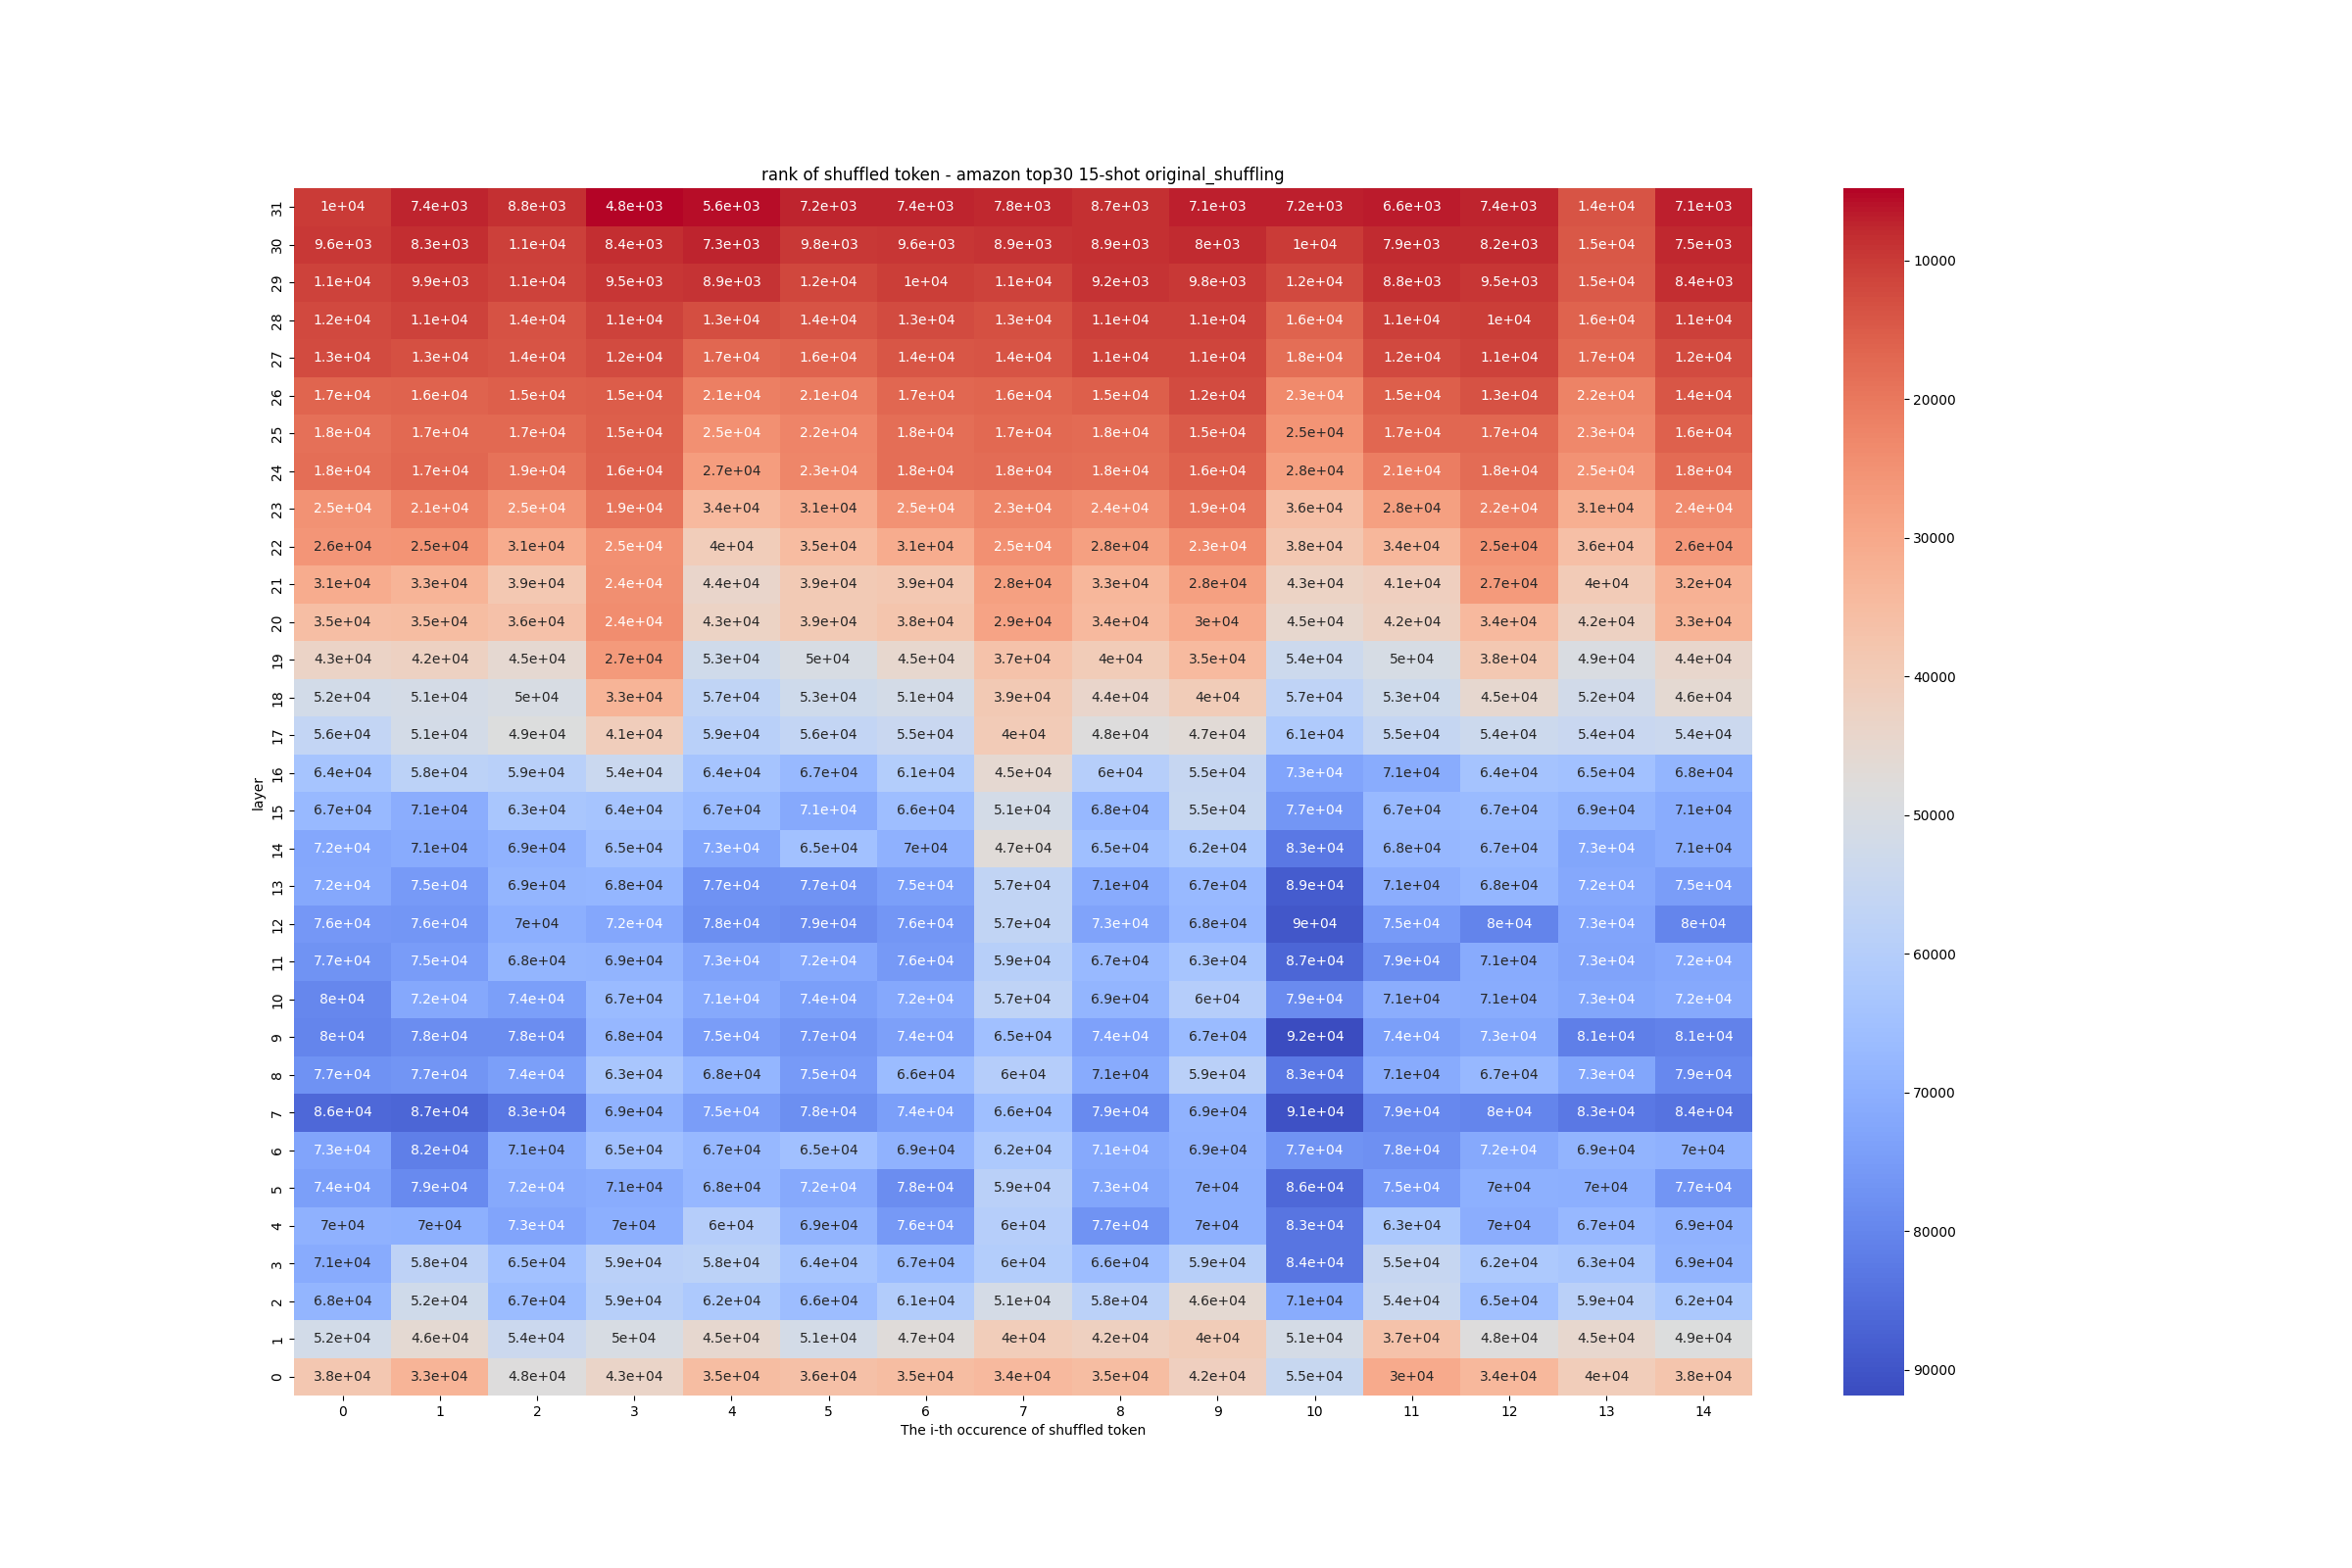 rank of shuffled token - amazon top30 15-shot original_shuffling
31 1e+04 7.4e+03 8.8e+03 4.8e+03 5.6e+03 7.2e+03 7.4e+03 7.8e+03 8.7e+03 7.1e+03 7.2e+03 6.6e+03 7.4e+03 1.4e+04 7.1e+03
30 9.6e+03 8.3e+03 1.1e+04 8.4e+03 7.3e+03 9.8e+03 9.6e+03 8.9e+03 8.9e+03 8e+03 1e+04 7.9e+03 8.2e+03 1.5e+04 7.5e+03
29 1.1e+04 9.9e+03 1.1e+04 9.5e+03 8.9e+03 1.2e+04 1e+04 1.1e+04 9.2e+03 9.8e+03 1.2e+04 8.8e+03 9.5e+03 1.5e+04 8.4e+03
28 1.2e+04 1.1e+04 1.4e+04 1.1e+04 1.3e+04 1.4e+04 1.3e+04 1.3e+04 1.1e+04 1.1e+04 1.6e+04 1.1e+04 1e+04 1.6e+04 1.1e+04
27 1.3e+04 1.3e+04 1.4e+04 1.2e+04 1.7e+04 1.6e+04 1.4e+04 1.4e+04 1.1e+04 1.1e+04 1.8e+04 1.2e+04 1.1e+04 1.7e+04 1.2e+04
26 1.7e+04 1.6e+04 1.5e+04 1.5e+04 2.1e+04 2.1e+04 1.7e+04 1.6e+04 1.5e+04 1.2e+04 2.3e+04 1.5e+04 1.3e+04 2.2e+04 1.4e+04
25 1.8e+04 1.7e+04 1.7e+04 1.5e+04 2.5e+04 2.2e+04 1.8e+04 1.7e+04 1.8e+04 1.5e+04 2.5e+04 1.7e+04 1.7e+04 2.3e+04 1.6e+04
24 1.8e+04 1.7e+04 1.9e+04 1.6e+04 2.7e+04 2.3e+04 1.8e+04 1.8e+04 1.8e+04 1.6e+04 2.8e+04 2.1e+04 1.8e+04 2.5e+04 1.8e+04
23 2.5e+04 2.1e+04 2.5e+04 1.9e+04 3.4e+04 3.1e+04 2.5e+04 2.3e+04 2.4e+04 1.9e+04 3.6e+04 2.8e+04 2.2e+04 3.1e+04 2.4e+04
22 2.6e+04 2.5e+04 3.1e+04 2.5e+04 4e+04 3.5e+04 3.1e+04 2.5e+04 2.8e+04 2.3e+04 3.8e+04 3.4e+04 2.5e+04 3.6e+04 2.6e+04
21 3.1e+04 3.3e+04 3.9e+04 2.4e+04 4.4e+04 3.9e+04 3.9e+04 2.8e+04 3.3e+04 2.8e+04 4.3e+04 4.1e+04 2.7e+04 4e+04 3.2e+04
20 3.5e+04 3.5e+04 3.6e+04 2.4e+04 4.3e+04 3.9e+04 3.8e+04 2.9e+04 3.4e+04 3e+04 4.5e+04 4.2e+04 3.4e+04 4.2e+04 3.3e+04
19 4.3e+04 4.2e+04 4.5e+04 2.7e+04 5.3e+04 5e+04 4.5e+04 3.7e+04 4e+04 3.5e+04 5.4e+04 5e+04 3.8e+04 4.9e+04 4.4e+04
18 5.2e+04 5.1e+04 5e+04 3.3e+04 5.7e+04 5.3e+04 5.1e+04 3.9e+04 4.4e+04 4e+04 5.7e+04 5.3e+04 4.5e+04 5.2e+04 4.6e+04
17 5.6e+04 5.1e+04 4.9e+04 4.1e+04 5.9e+04 5.6e+04 5.5e+04 4e+04 4.8e+04 4.7e+04 6.1e+04 5.5e+04 5.4e+04 5.4e+04 5.4e+04
16 6.4e+04 5.8e+04 5.9e+04 5.4e+04 6.4e+04 6.7e+04 6.1e+04 4.5e+04 6e+04 5.5e+04 7.3e+04 7.1e+04 6.4e+04 6.5e+04 6.8e+04
15 6.7e+04 7.1e+04 6.3e+04 6.4e+04 6.7e+04 7.1e+04 6.6e+04 5.1e+04 6.8e+04 5.5e+04 7.7e+04 6.7e+04 6.7e+04 6.9e+04 7.1e+04
14 7.2e+04 7.1e+04 6.9e+04 6.5e+04 7.3e+04 6.5e+04 7e+04 4.7e+04 6.5e+04 6.2e+04 8.3e+04 6.8e+04 6.7e+04 7.3e+04 7.1e+04
13 7.2e+04 7.5e+04 6.9e+04 6.8e+04 7.7e+04 7.7e+04 7.5e+04 5.7e+04 7.1e+04 6.7e+04 8.9e+04 7.1e+04 6.8e+04 7.2e+04 7.5e+04
12 7.6e+04 7.6e+04 7e+04 7.2e+04 7.8e+04 7.9e+04 7.6e+04 5.7e+04 7.3e+04 6.8e+04 9e+04 7.5e+04 8e+04 7.3e+04 8e+04
11 7.7e+04 7.5e+04 6.8e+04 6.9e+04 7.3e+04 7.2e+04 7.6e+04 5.9e+04 6.7e+04 6.3e+04 8.7e+04 7.9e+04 7.1e+04 7.3e+04 7.2e+04
10 8e+04 7.2e+04 7.4e+04 6.7e+04 7.1e+04 7.4e+04 7.2e+04 5.7e+04 6.9e+04 6e+04 7.9e+04 7.1e+04 7.1e+04 7.3e+04 7.2e+04
9 8e+04 7.8e+04 7.8e+04 6.8e+04 7.5e+04 7.7e+04 7.4e+04 6.5e+04 7.4e+04 6.7e+04 9.2e+04 7.4e+04 7.3e+04 8.1e+04 8.1e+04
8 7.7e+04 7.7e+04 7.4e+04 6.3e+04 6.8e+04 7.5e+04 6.6e+04 6e+04 7.1e+04 5.9e+04 8.3e+04 7.1e+04 6.7e+04 7.3e+04 7.9e+04
7 8.6e+04 8.7e+04 8.3e+04 6.9e+04 7.5e+04 7.8e+04 7.4e+04 6.6e+04 7.9e+04 6.9e+04 9.1e+04 7.9e+04 8e+04 8.3e+04 8.4e+04
6 7.3e+04 8.2e+04 7.1e+04 6.5e+04 6.7e+04 6.5e+04 6.9e+04 6.2e+04 7.1e+04 6.9e+04 7.7e+04 7.8e+04 7.2e+04 6.9e+04 7e+04
5 7.4e+04 7.9e+04 7.2e+04 7.1e+04 6.8e+04 7.2e+04 7.8e+04 5.9e+04 7.3e+04 7e+04 8.6e+04 7.5e+04 7e+04 7e+04 7.7e+04
4 7e+04 7e+04 7.3e+04 7e+04 6e+04 6.9e+04 7.6e+04 6e+04 7.7e+04 7e+04 8.3e+04 6.3e+04 7e+04 6.7e+04 6.9e+04
3 7.1e+04 5.8e+04 6.5e+04 5.9e+04 5.8e+04 6.4e+04 6.7e+04 6e+04 6.6e+04 5.9e+04 8.4e+04 5.5e+04 6.2e+04 6.3e+04 6.9e+04
2 6.8e+04 5.2e+04 6.7e+04 5.9e+04 6.2e+04 6.6e+04 6.1e+04 5.1e+04 5.8e+04 4.6e+04 7.1e+04 5.4e+04 6.5e+04 5.9e+04 6.2e+04
1 5.2e+04 4.6e+04 5.4e+04 5e+04 4.5e+04 5.1e+04 4.7e+04 4e+04 4.2e+04 4e+04 5.1e+04 3.7e+04 4.8e+04 4.5e+04 4.9e+04
0 3.8e+04 3.3e+04 4.8e+04 4.3e+04 3.5e+04 3.6e+04 3.5e+04 3.4e+04 3.5e+04 4.2e+04 5.5e+04 3e+04 3.4e+04 4e+04 3.8e+04
0 1 2 3 4 5 6 7 8 9 10 11 12 13 14
The i-th occurence of shuffled token
layer
10000
20000
30000
40000
50000
60000
70000
80000
90000